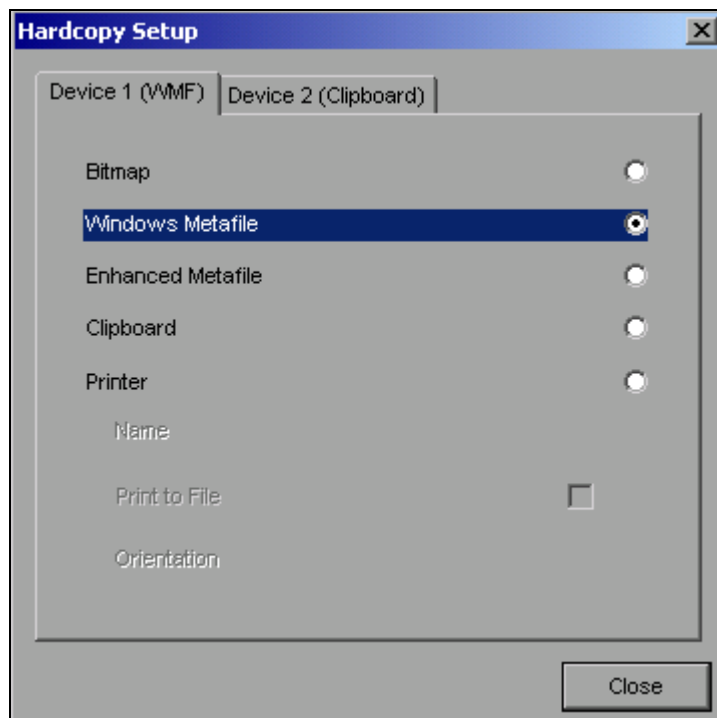 Hardcopy Setup
Device 1 (WMF) Device 2 (Clipboard)
Bitmap
Windows Metafile
Enhanced Metafile
Clipboard
Printer
Name
Print to File
Orientation
Close